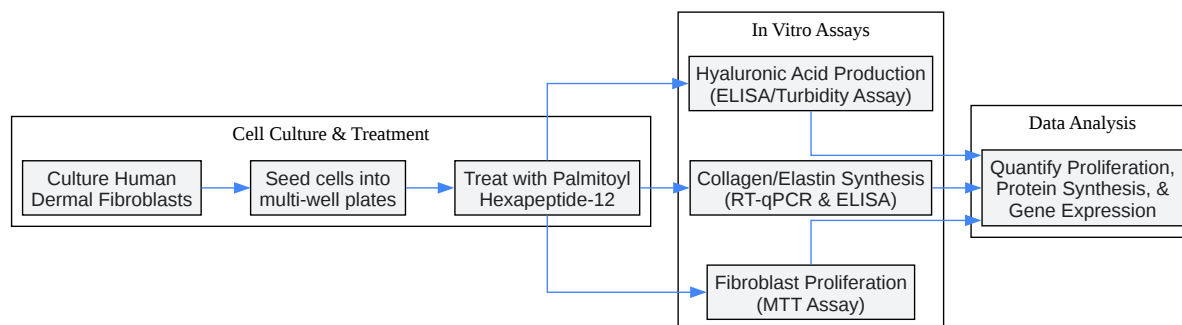 Cell Culture & Treatment
Culture Human
Dermal Fibroblasts
Seed cells into
multi-well plates
Treat with Palmitoyl
Hexapeptide-12
In Vitro Assays
Hyaluronic Acid Production
(ELISA/Turbidity Assay)
Collagen/Elastin Synthesis
(RT-qPCR & ELISA)
Fibroblast Proliferation
(MTT Assay)
Data Analysis
Quantify Proliferation,
Protein Synthesis, &
Gene Expression